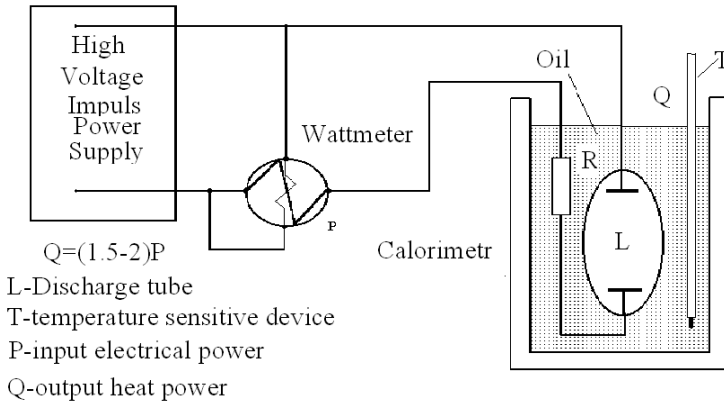 High
Voltage
Impuls
Power
Supply
Wattmeter
P
Oil
Q
T
R
L
Calorimetr
Q=(1.5-2)P
L-Discharge tube
T-temperature sensitive device
P-input electrical power
Q-output heat power